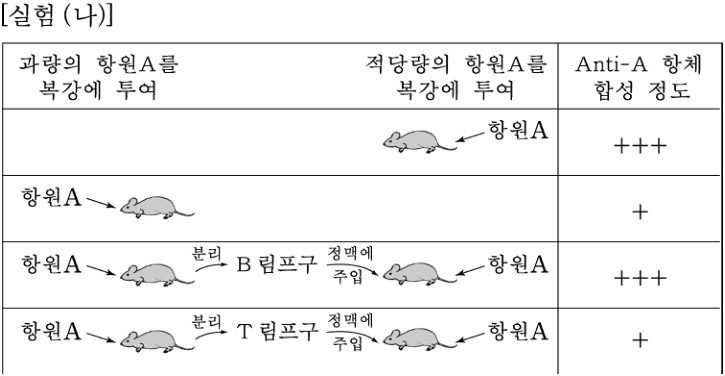 [실험 (나)]
과량의 항원A를 적당량의 항원A를 Anti-A 항체
복강에 투여 복강에 투여 합성 정도
항원A +++
항원A +
항원A 분리 B 림프구 정맥에 주입 항원A +++
항원A 분리 T 림프구 정맥에 주입 항원A +